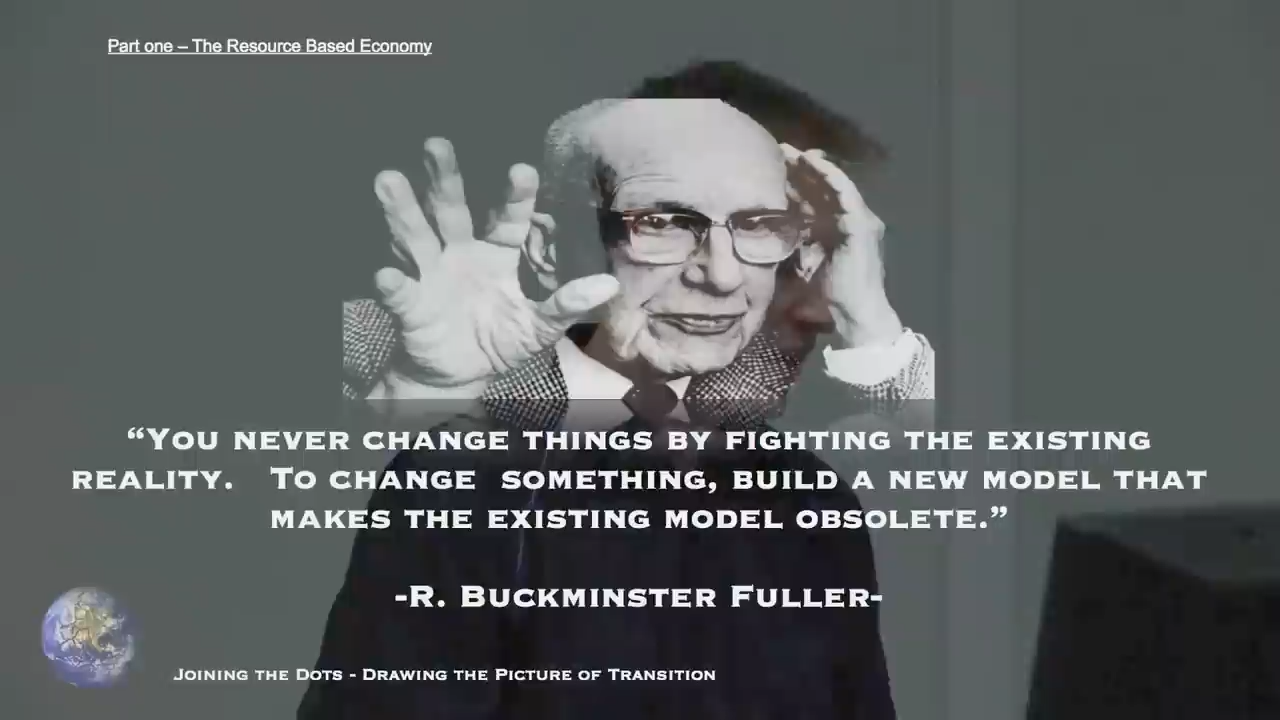 Part one – The Resource Based Economy
“You never change things by fighting the existing
reality.  To change  something, build a new model that
makes the existing model obsolete.”
-R. Buckminster Fuller-
Joining the Dots - Drawing the Picture of Transition